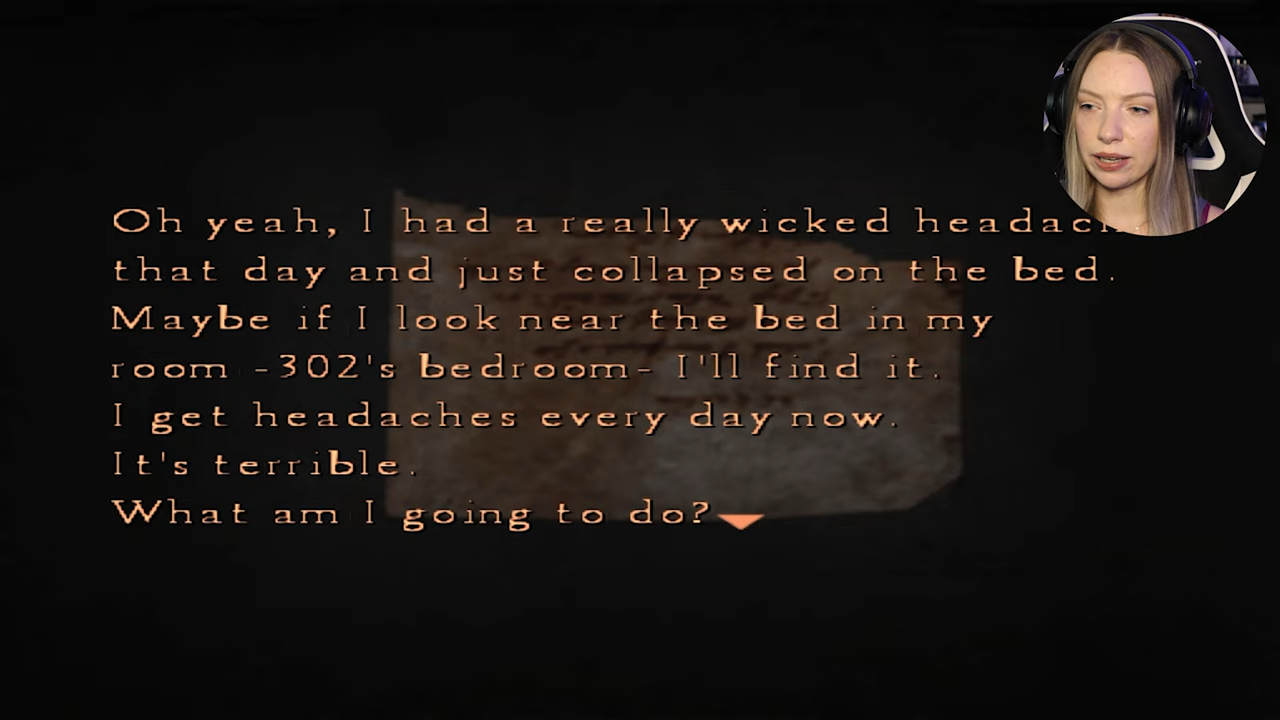 Oh yeah, I had a really wicked
that day and just collapsed on the bed.
Maybe if I look near the bed in my
room -302's bedroom- I'll find it.
I get headaches every day now.
It's terrible.
What am I going to do?